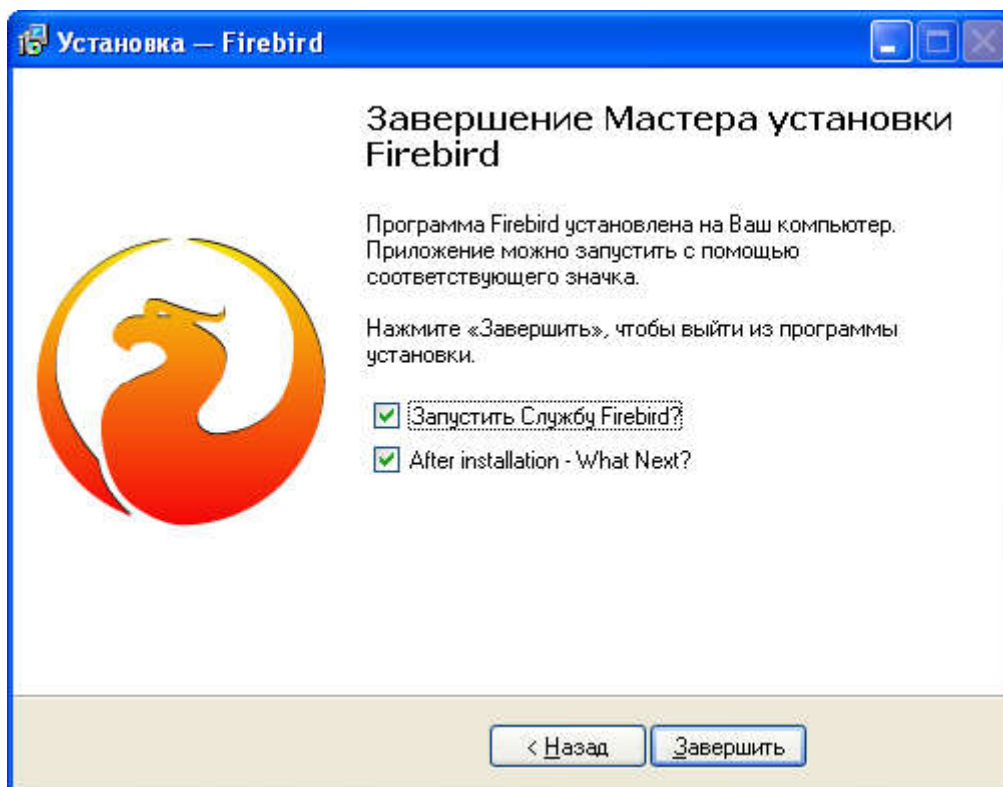 Установка — Firebird
Завершение Мастера установки
Firebird
Программа Firebird установлена на Ваш компьютер.
Приложение можно запустить с помощью
соответствующего значка.
Нажмите «Завершить», чтобы выйти из программы
установки.
Запустить Службу Firebird?
After installation - What Next?
< Назад
Завершить